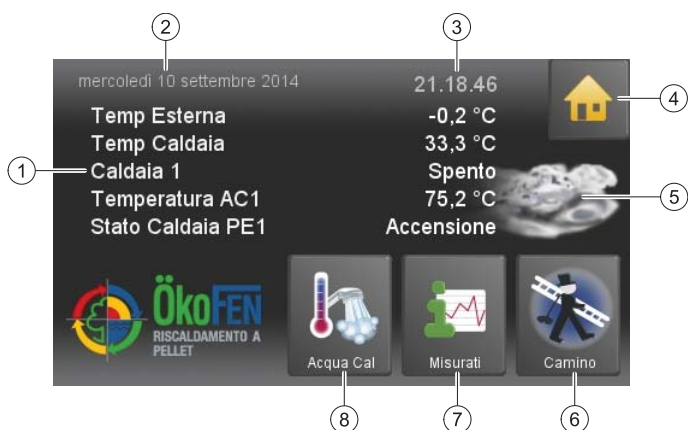 2
3
mercoledì 10 settembre 2014 21.18.46
4
Temp Esterna -0,2 °C
Temp Caldaia 33,3 °C
1
Caldaia 1 Spento
5
Temperatura AC1 75,2 °C
Stato Caldaia PE1 Accensione
ÖkoFEN
RISCALDAMENTO A
PELLET
Acqua Cal
Misurati
Camino
8
7
6